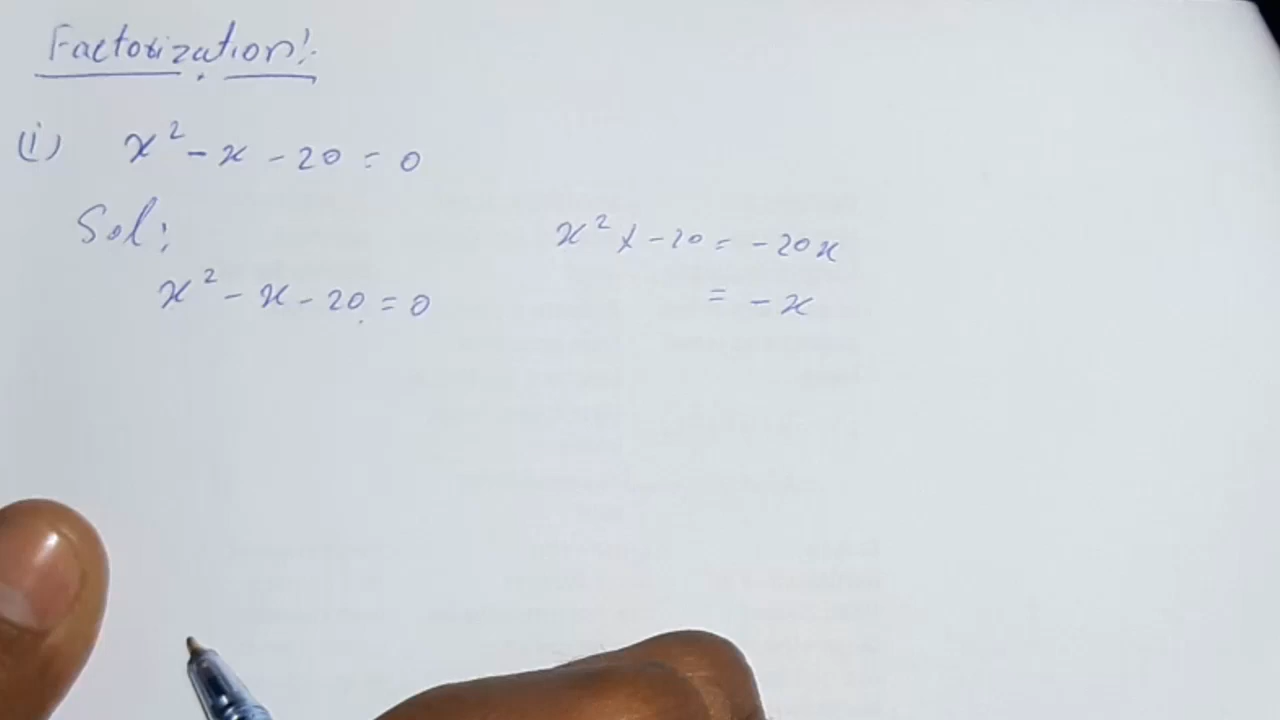 Factorization:
(i) x² - x - 20 = 0
Sol:
x² - x - 20 = 0
x² x -20 = -20x
= -x